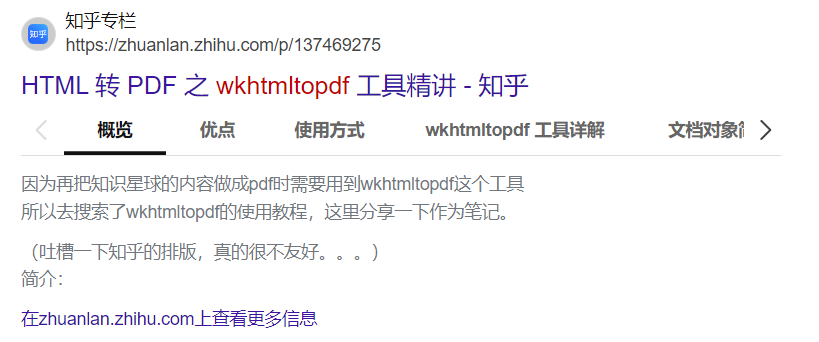 知乎专栏
知乎
https://zhuanlan.zhihu.com/p/137469275
HTML 转 PDF 之 wkhtmltopdf 工具精讲 - 知乎
概览 优点 使用方式 wkhtmltopdf 工具详解 文档对象
因为再把知识星球的内容做成pdf时需要用到wkhtmltopdf这个工具
所以去搜索了wkhtmltopdf的使用教程，这里分享一下作为笔记。
（吐槽一下知乎的排版，真的很不友好。。。）
简介：
在zhuanlan.zhihu.com上查看更多信息